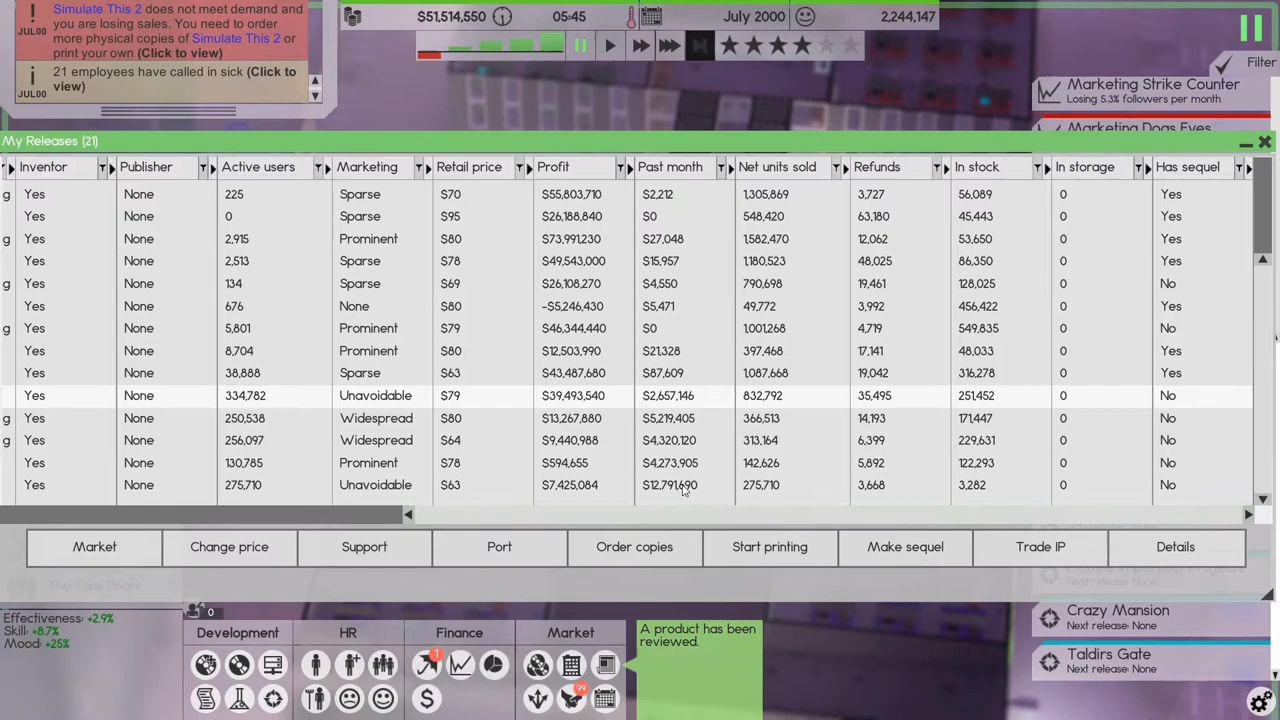 JUL00
Simulate This 2 does not meet demand and
you are losing sales. You need to order
more physical copies of Simulate This 2 or
print your own (Click to view)
JUL00
21 employees have called in sick (Click to
view)
$51,514,550 05:45 July 2000 2,244,147
Filter
Marketing Strike Counter
Losing 5.3% followers per month
Marketing Dogs Eyes
My Releases (21)
Inventor Publisher Active users Marketing Retail price Profit Past month Net units sold Refunds In stock In storage Has sequel
g Yes None 225 Sparse $70 $55,803,710 $2,212 1,305,869 3,727 56,089 0 Yes
Yes None 0 Sparse $95 $26,188,840 $0 548,420 63,180 45,443 0 Yes
g Yes None 2,915 Prominent $80 $73,991,230 $27,048 1,582,470 12,062 53,650 0 Yes
Yes None 2,513 Sparse $78 $49,543,000 $15,957 1,180,523 48,025 86,350 0 Yes
g Yes None 134 Sparse $69 $26,108,270 $4,550 790,698 19,461 128,025 0 No
Yes None 676 None $80 -$5,246,430 $5,471 49,772 3,992 456,422 0 Yes
g Yes None 5,801 Prominent $79 $46,344,440 $0 1,001,268 4,719 549,835 0 No
Yes None 8,704 Prominent $80 $12,503,990 $21,328 397,468 17,141 48,033 0 Yes
Yes None 38,888 Sparse $63 $43,487,680 $87,609 1,087,668 19,042 316,278 0 Yes
Yes None 334,782 Unavoidable $79 $39,493,540 $2,657,146 832,792 35,495 251,452 0 No
g Yes None 250,538 Widespread $80 $13,267,880 $5,219,405 366,513 14,193 171,447 0 No
g Yes None 256,097 Widespread $64 $9,440,988 $4,320,120 313,164 6,399 229,631 0 No
Yes None 130,785 Prominent $78 $594,655 $4,273,905 142,626 5,892 122,293 0 No
Yes None 275,710 Unavoidable $63 $7,425,084 $12,791,690 275,710 3,668 3,282 0 No
Market Change price Support Port Order copies Start printing Make sequel Trade IP Details
Next release: None
Crazy Mansion
Next release: None
Taldirs Gate
Next release: None
Effectiveness: +2.9%
Skill: +8.7%
Mood: +25%
0
Development HR Finance Market
1
99
A product has been
reviewed.